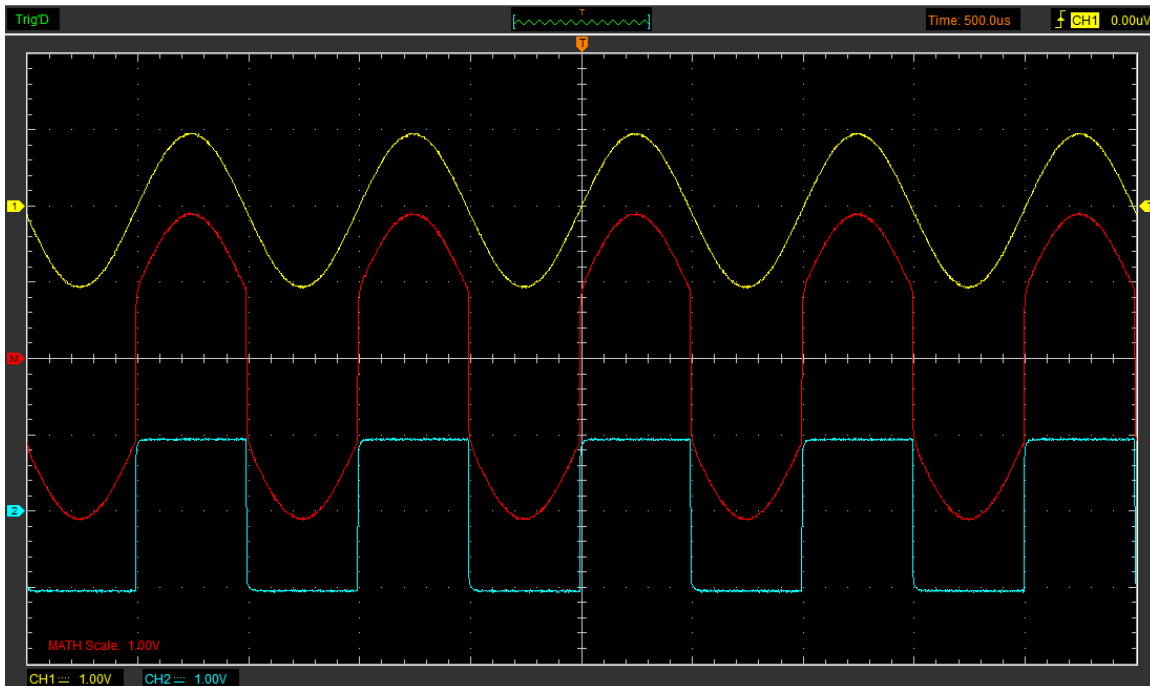 Trig'D
T
Time: 500.0us
CH1 0.00uV
T
1
T
M
2
MATH Scale: 1.00V
CH1 1.00V
CH2 1.00V